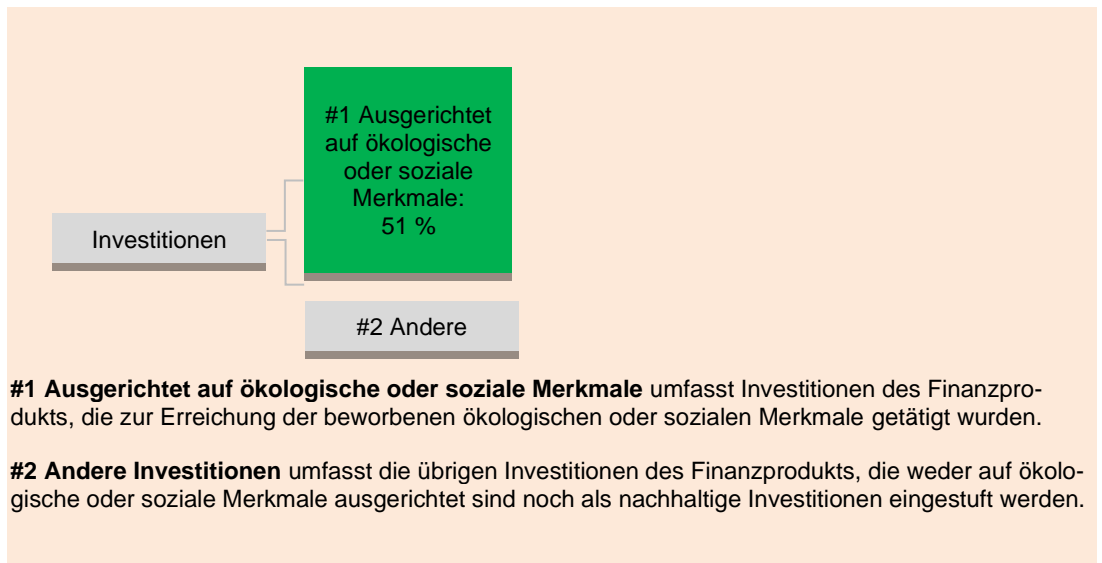 #1 Ausgerichtet
auf ökologische
oder soziale
Merkmale:
51 %
Investitionen
#2 Andere
#1 Ausgerichtet auf ökologische oder soziale Merkmale umfasst Investitionen des Finanzpro-
dukts, die zur Erreichung der beworbenen ökologischen oder sozialen Merkmale getätigt wurden.
#2 Andere Investitionen umfasst die übrigen Investitionen des Finanzprodukts, die weder auf ökolo-
gische oder soziale Merkmale ausgerichtet sind noch als nachhaltige Investitionen eingestuft werden.